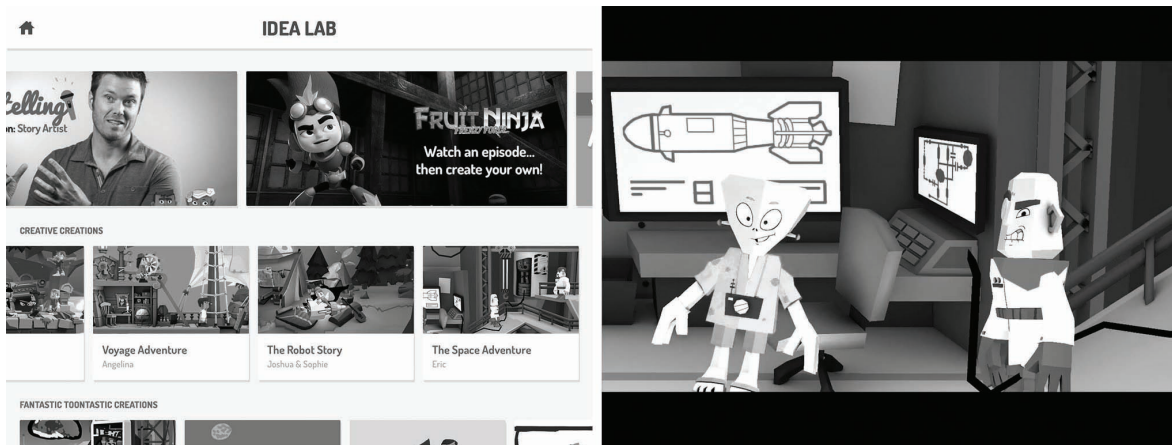 IDEA LAB
telling
on: Story Artist
FRUIT NINJA
Watch an episode...
then create your own!
CREATIVE CREATIONS
Voyage Adventure
Angelina
The Robot Story
Joshua & Sophie
The Space Adventure
Eric
FANTASTIC TOONTASTIC CREATIONS